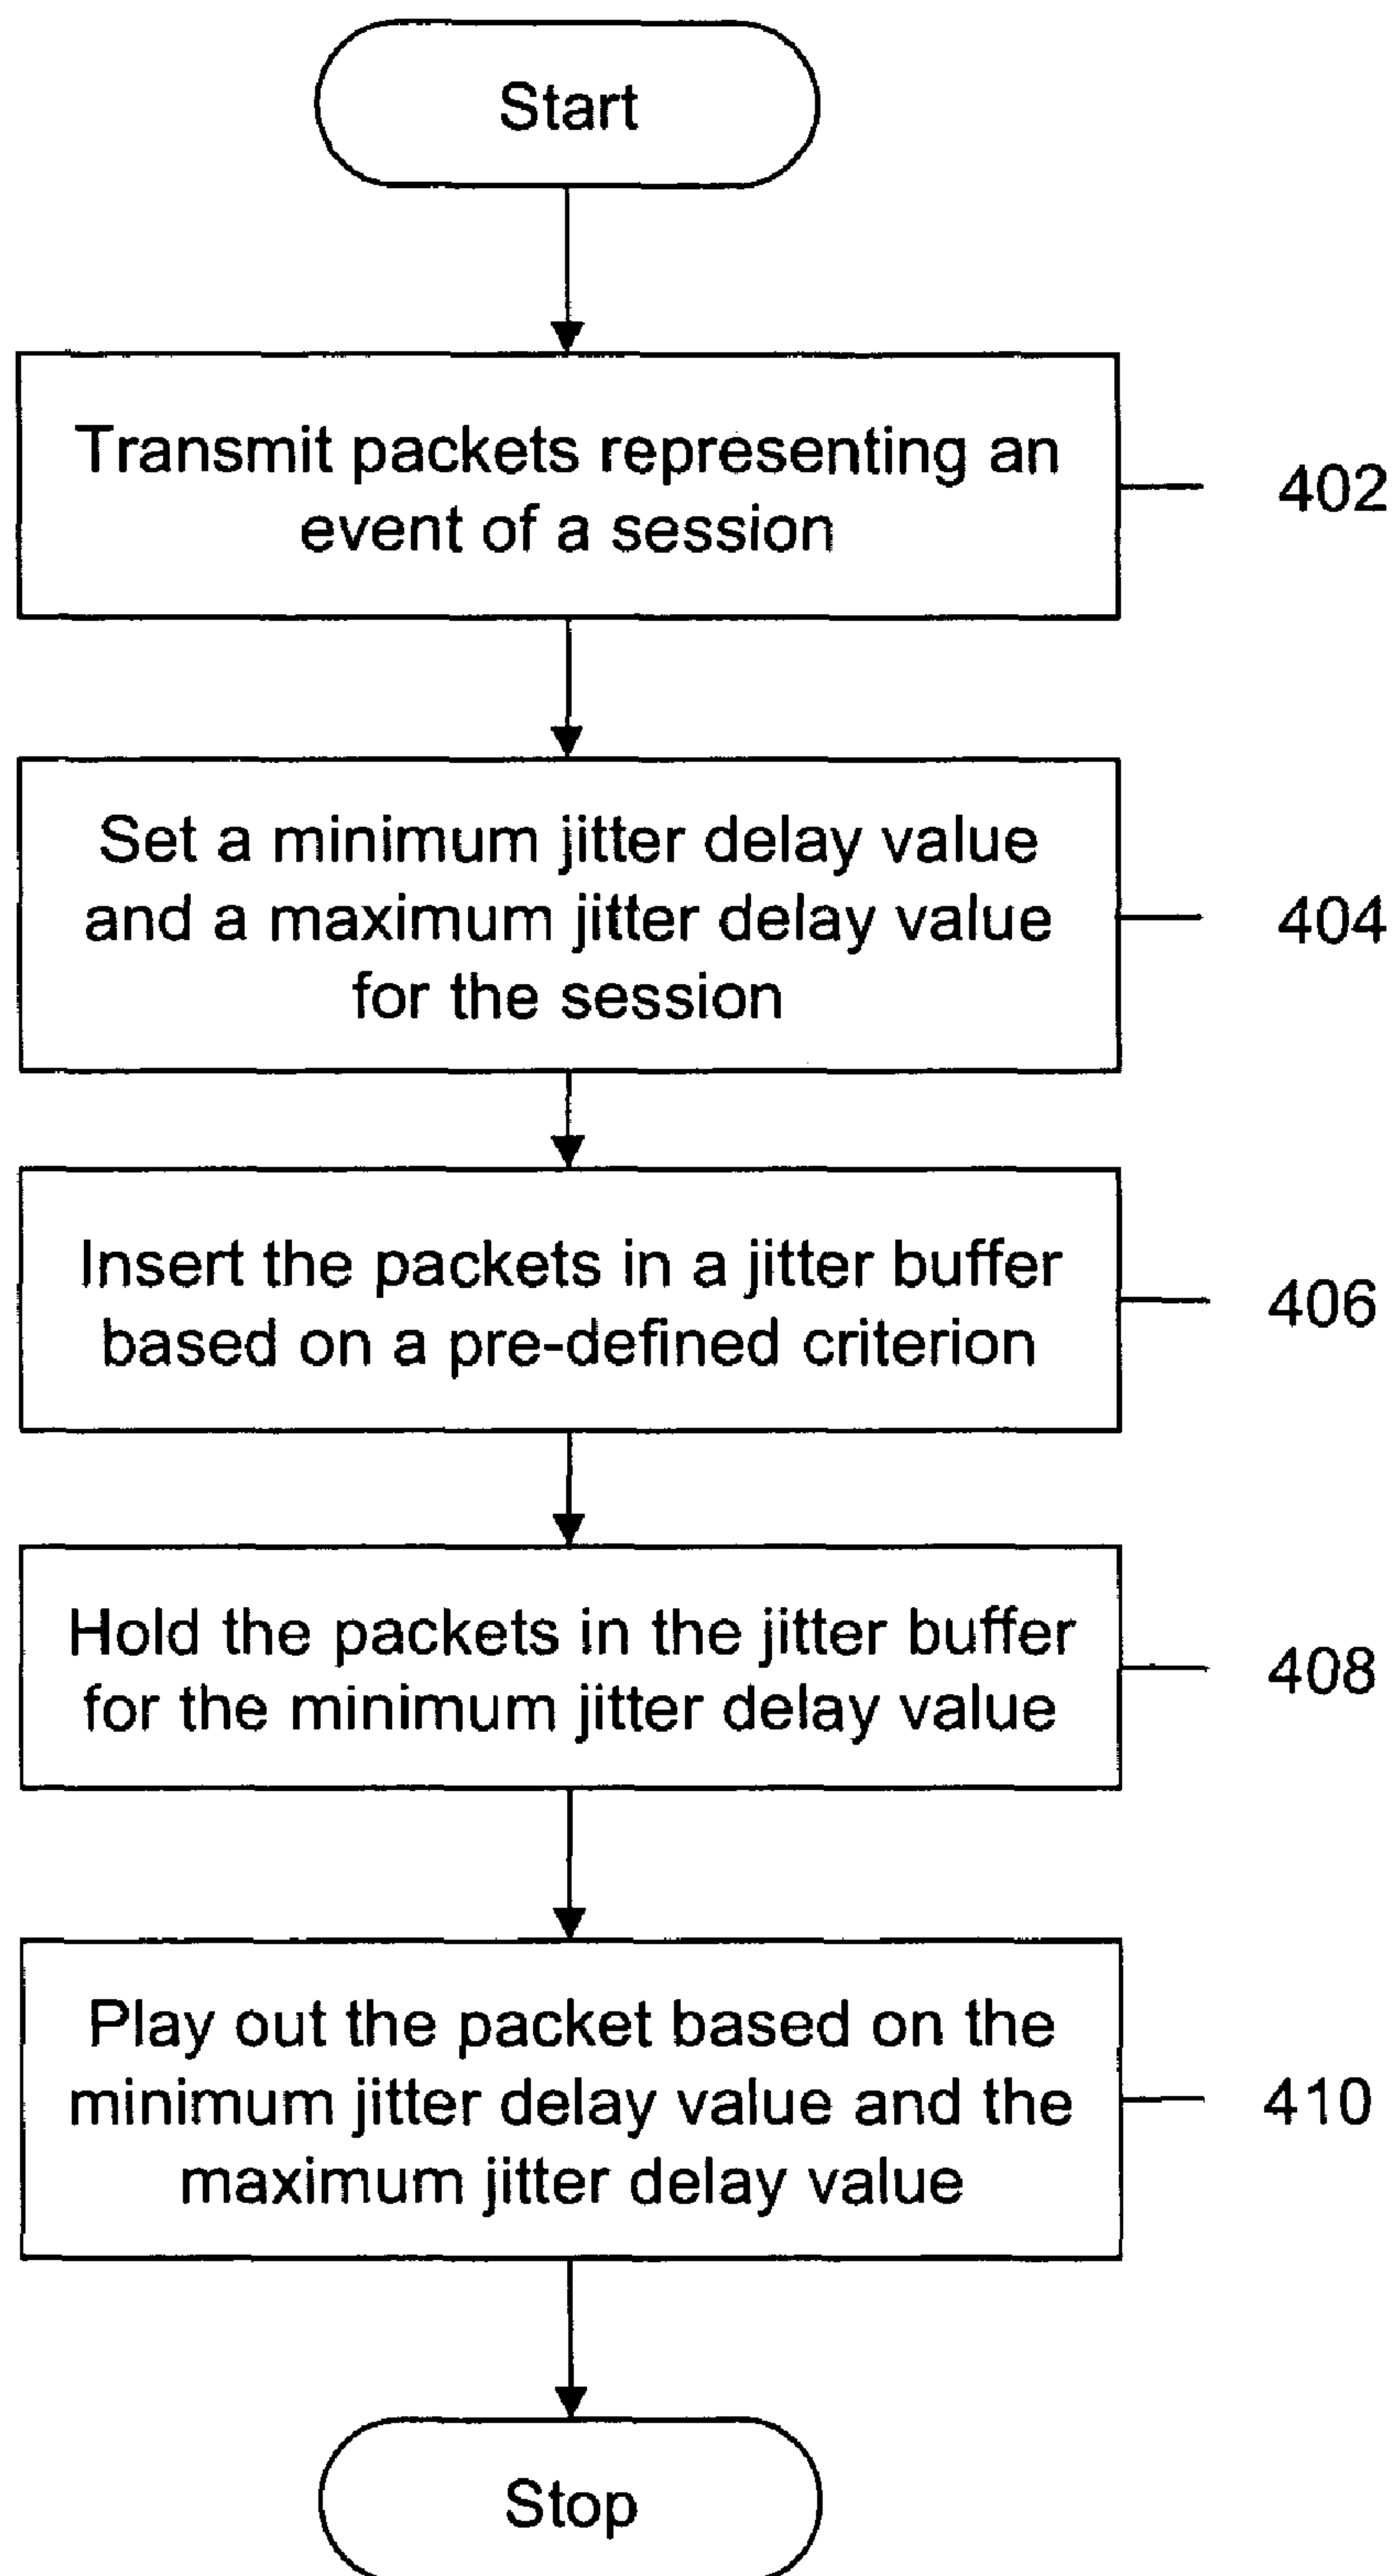 Start
Transmit packets representing an
event of a session
402
Set a minimum jitter delay value
and a maximum jitter delay value
for the session
404
Insert the packets in a jitter buffer
based on a pre-defined criterion
406
Hold the packets in the jitter buffer
for the minimum jitter delay value
408
Play out the packet based on the
minimum jitter delay value and the
maximum jitter delay value
410
Stop